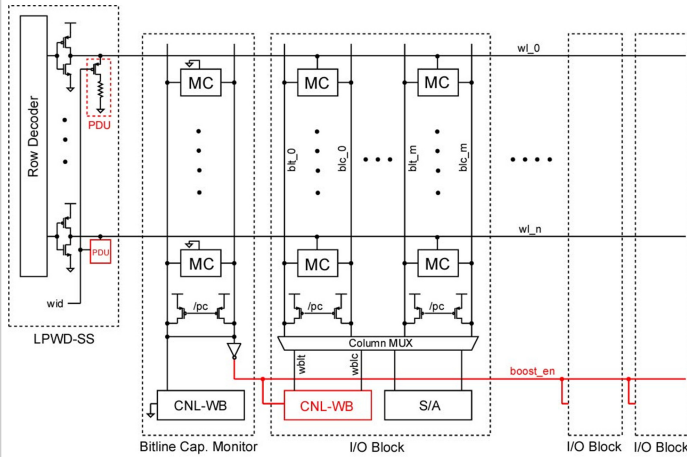 wl_0
MC
MC
MC
PDU
Row Decoder
blt_0
blc_0
blt_m
blc_m
wl_n
PDU
MC
MC
MC
wid
/pc
/pc
/pc
LPWD-SS
Column MUX
wblt
wblc
boost_en
CNL-WB
CNL-WB
S/A
Bitline Cap. Monitor
I/O Block
I/O Block
I/O Block